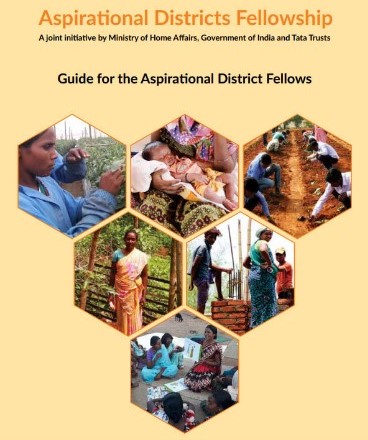 Aspirational Districts Fellowship
A joint initiative by Ministry of Home Affairs, Government of India and Tata Trusts
Guide for the Aspirational District Fellows